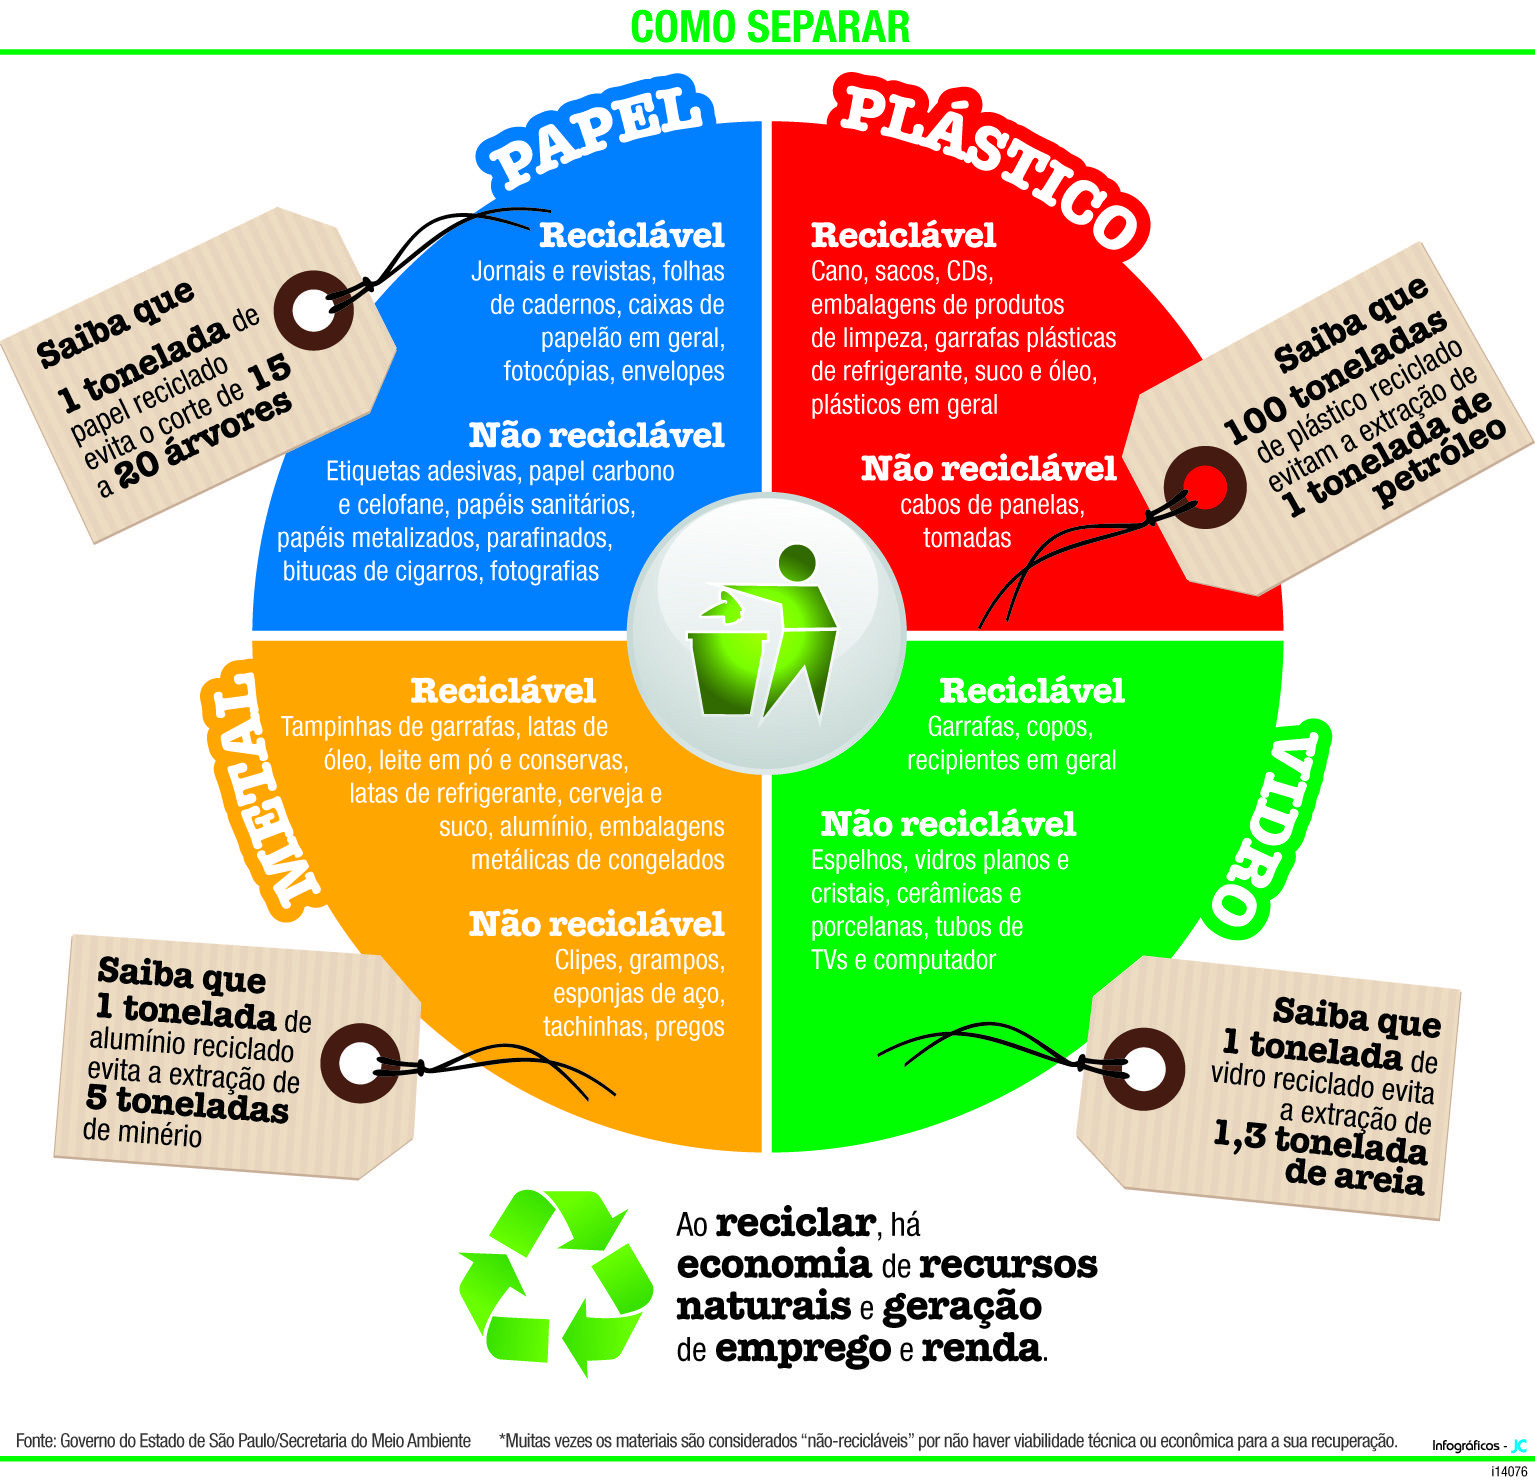 COMO SEPARAR
PAPEL
Reciclável
Jornais e revistas, folhas
de cadernos, caixas de
papelão em geral,
fotocópias, envelopes
Não reciclável
Etiquetas adesivas, papel carbono
e celofane, papéis sanitários,
papéis metalizados, parafinados,
bitucas de cigarros, fotografias
Saiba que
1 tonelada de
papel reciclado
evita o corte de 15
a 20 árvores
PLÁSTICO
Reciclável
Cano, sacos, CDs,
embalagens de produtos
de limpeza, garrafas plásticas
de refrigerante, suco e óleo,
plásticos em geral
Não reciclável
cabos de panelas,
tomadas
Saiba que
100 toneladas
de plástico reciclado
evitam a extração de
1 tonelada de
petróleo
METAL
Reciclável
Tampinhas de garrafas, latas de
óleo, leite em pó e conservas,
latas de refrigerante, cerveja e
suco, alumínio, embalagens
metálicas de congelados
Não reciclável
Clipes, grampos,
esponjas de aço,
tachinhas, pregos
Saiba que
1 tonelada de
alumínio reciclado
evita a extração de
5 toneladas
de minério
VIDRO
Reciclável
Garrafas, copos,
recipientes em geral
Não reciclável
Espelhos, vidros planos e
cristais, cerâmicas e
porcelanas, tubos de
TVs e computador
Saiba que
1 tonelada de
vidro reciclado evita
a extração de
1,3 tonelada
de areia
Ao reciclar, há
economia de recursos
naturais e geração
de emprego e renda.
Fonte: Governo do Estado de São Paulo/Secretaria do Meio Ambiente
*Muitas vezes os materiais são considerados “não-recicláveis” por não haver viabilidade técnica ou econômica para a sua recuperação.
Infográficos - JC
i14076